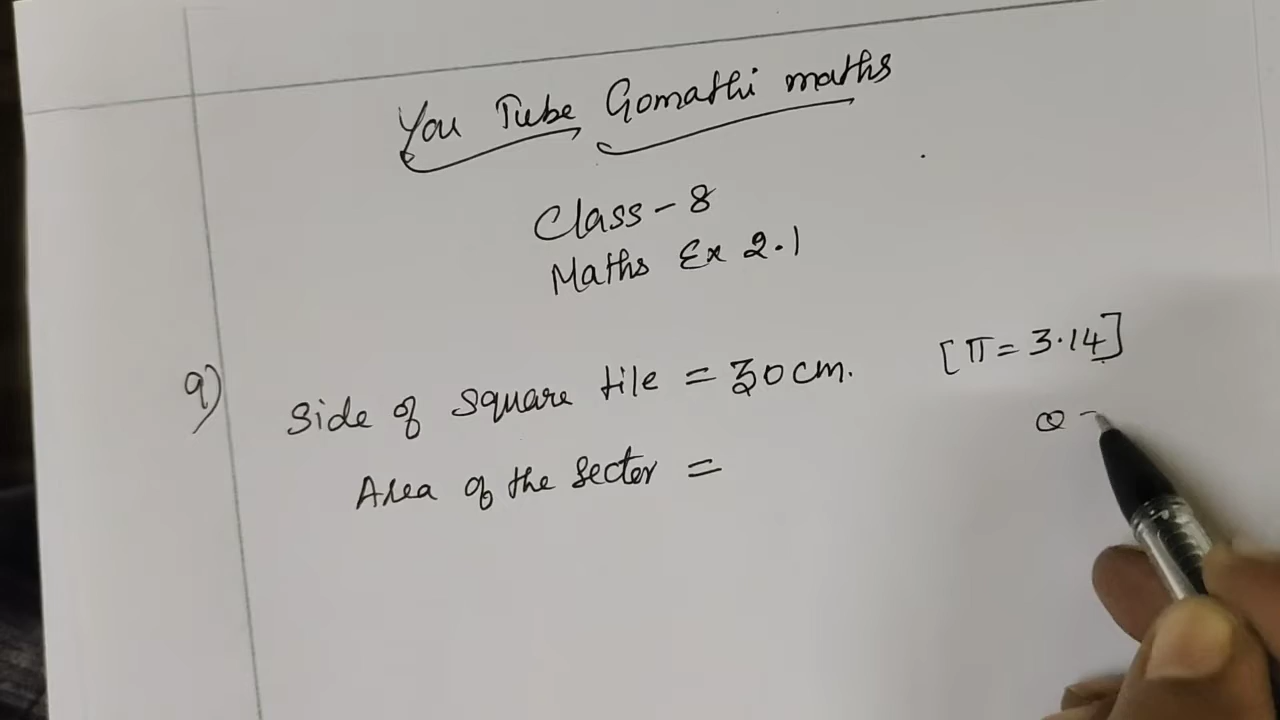 You Tube Gomathi maths
Class - 8
Maths Ex 2.1
9) Side of square tile = 30 cm. [π = 3.14]
Area of the sector =
θ -